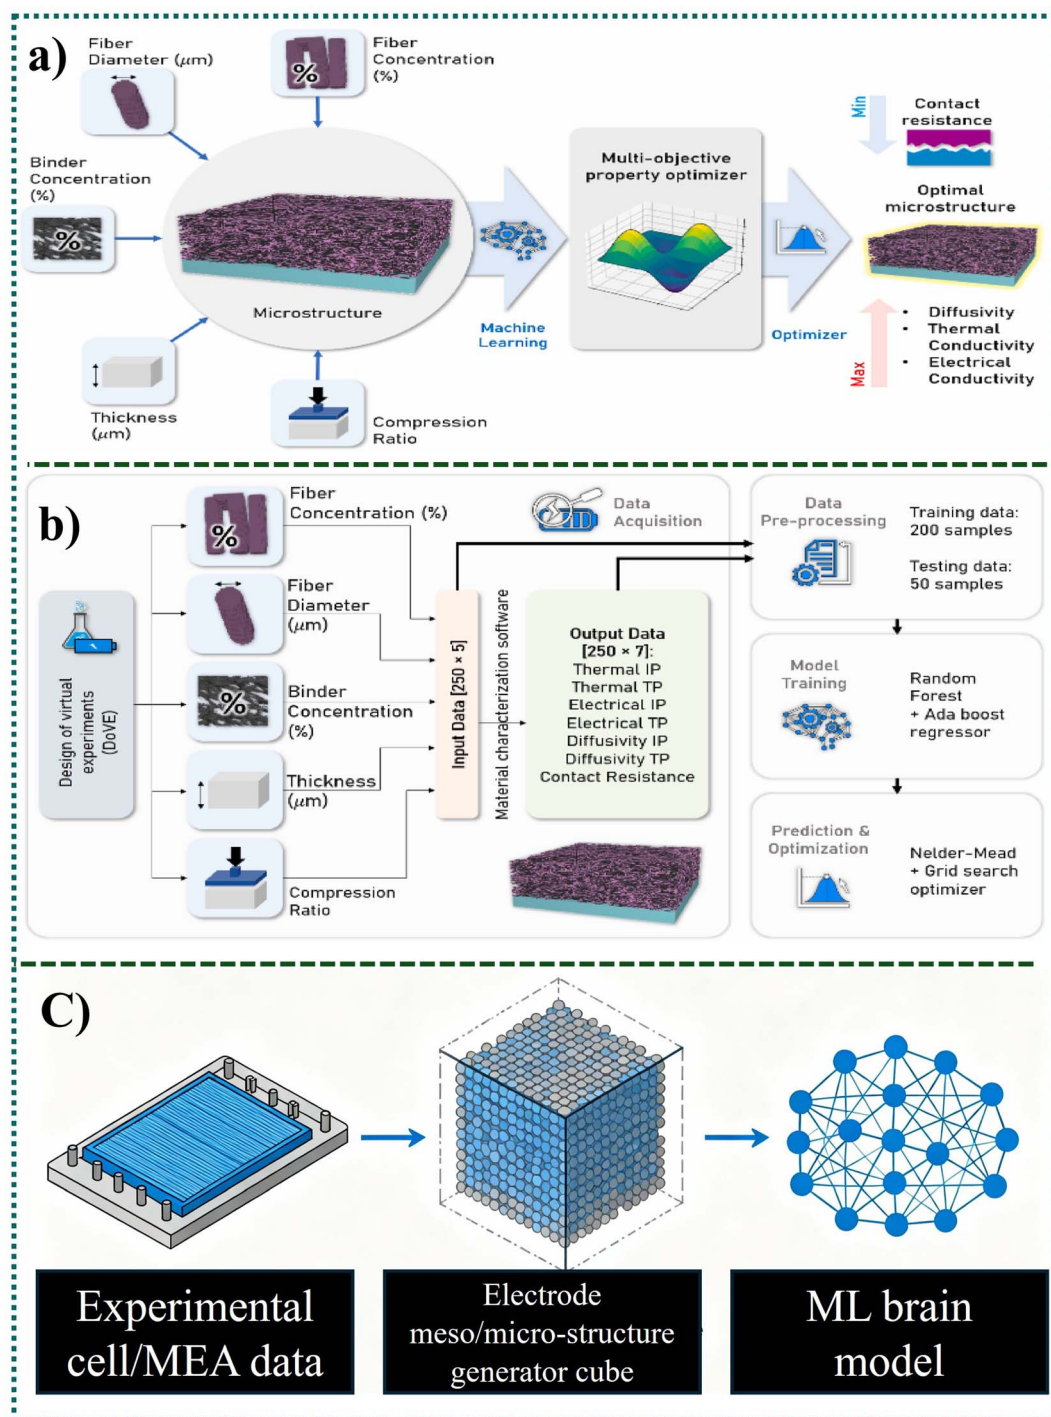 a)
Fiber
Diameter (μm)
Fiber
Concentration
(%)
%
Binder
Concentration
(%)
%
Thickness
(μm)
Compression
Ratio
Microstructure
Machine
Learning
Multi-objective
property optimizer
Optimizer
Min
Contact
resistance
Optimal
microstructure
Max
• Diffusivity
• Thermal
Conductivity
• Electrical
Conductivity
b)
Design of virtual
experiments
(DoVE)
%
Fiber
Concentration (%)
Fiber
Diameter
(μm)
%
Binder
Concentration
(%)
Thickness
(μm)
Compression
Ratio
Input Data [250 × 5]
Material characterization software
Data
Acquisition
Output Data
[250 × 7]:
Thermal IP
Thermal TP
Electrical IP
Electrical TP
Diffusivity IP
Diffusivity TP
Contact Resistance
Data
Pre-processing
Training data:
200 samples
Testing data:
50 samples
Model
Training
Random
Forest
+ Ada boost
regressor
Prediction &
Optimization
Nelder-Mead
+ Grid search
optimizer
C)
Experimental
cell/MEA data
Electrode
meso/micro-structure
generator cube
ML brain
model